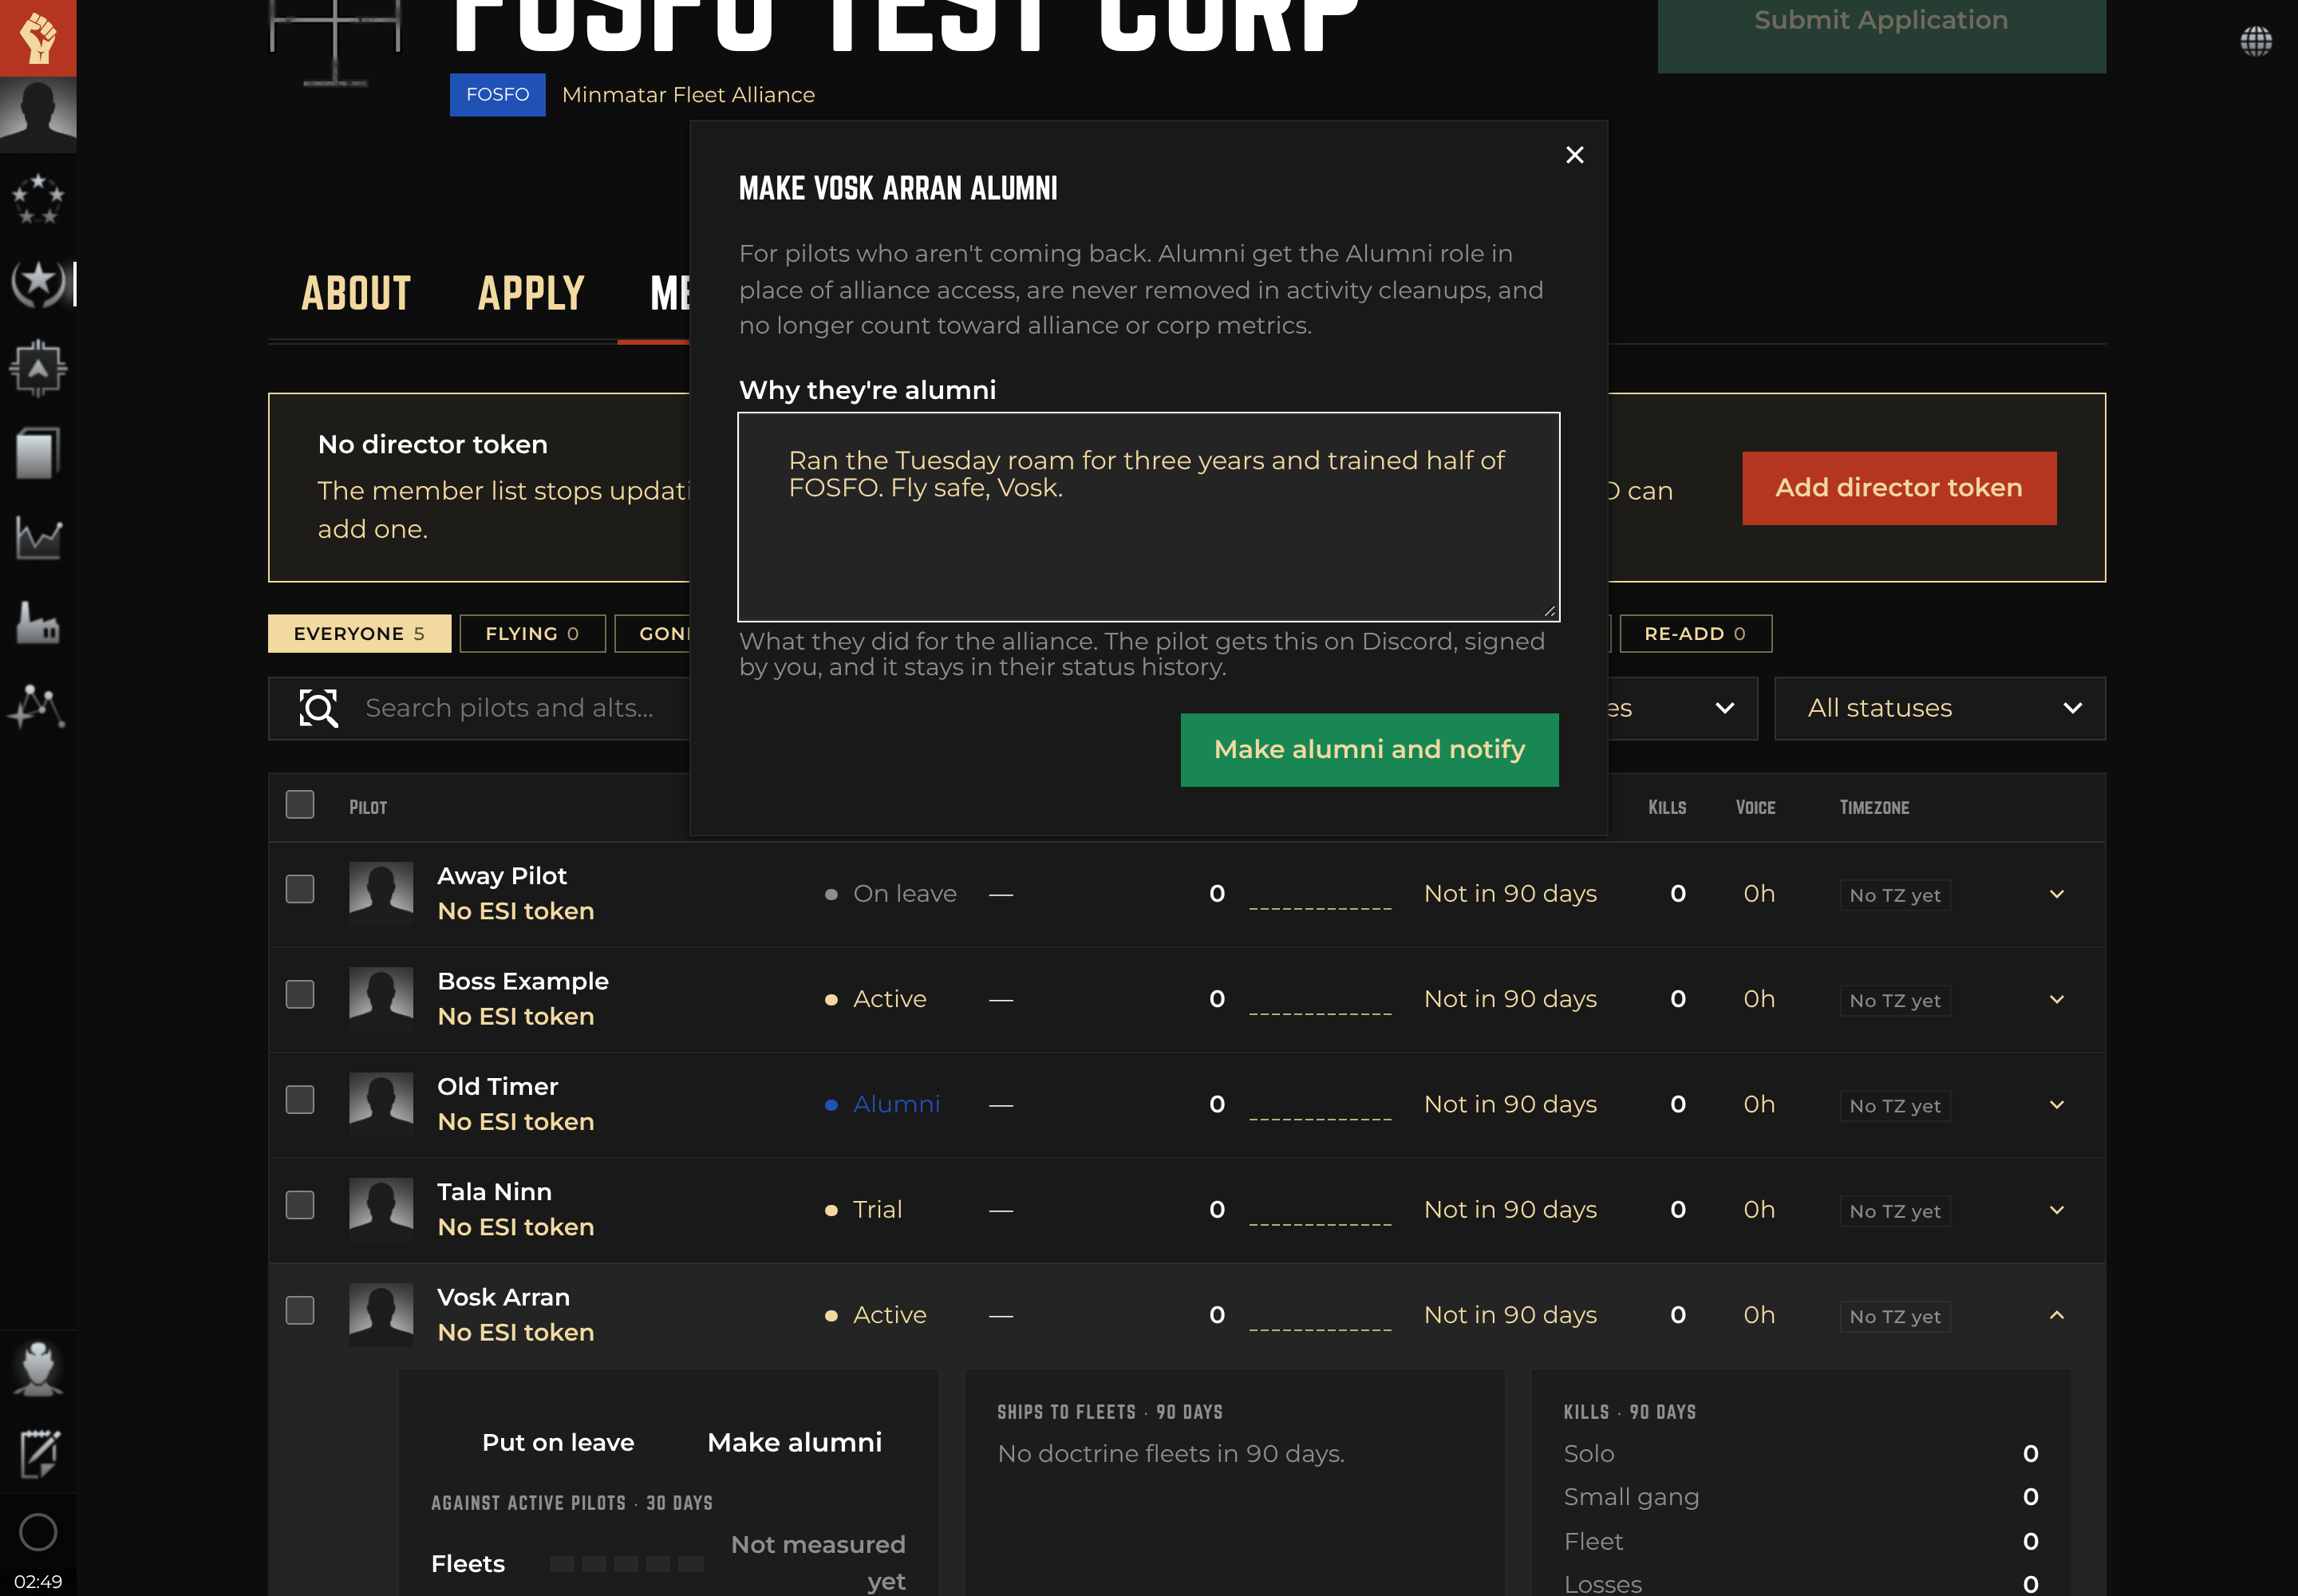 FOSFO TEST CORP
Submit Application
FOSFO
Minmatar Fleet Alliance
ABOUT
APPLY
MAKE VOSK ARRAN ALUMNI
For pilots who aren't coming back. Alumni get the Alumni role in
place of alliance access, are never removed in activity cleanups, and
no longer count toward alliance or corp metrics.
Why they're alumni
Ran the Tuesday roam for three years and trained half of
FOSFO. Fly safe, Vosk.
What they did for the alliance. The pilot gets this on Discord, signed
by you, and it stays in their status history.
Make alumni and notify
No director token
The member list stops
can
add one.
Add director token
EVERYONE 5
FLYING 0
RE-ADD 0
Search pilots and alts...
All statuses
PILOT
KILLS
VOICE
TIMEZONE
Away Pilot
No ESI token
On leave — 0 Not in 90 days 0 0h No TZ yet
Boss Example
No ESI token
Active — 0 Not in 90 days 0 0h No TZ yet
Old Timer
No ESI token
Alumni — 0 Not in 90 days 0 0h No TZ yet
Tala Ninn
No ESI token
Trial — 0 Not in 90 days 0 0h No TZ yet
Vosk Arran
No ESI token
Active — 0 Not in 90 days 0 0h No TZ yet
Put on leave
Make alumni
AGAINST ACTIVE PILOTS · 30 DAYS
Fleets
Not measured
yet
SHIPS TO FLEETS · 90 DAYS
No doctrine fleets in 90 days.
KILLS · 90 DAYS
Solo 0
Small gang 0
Fleet 0
Losses 0
02:49